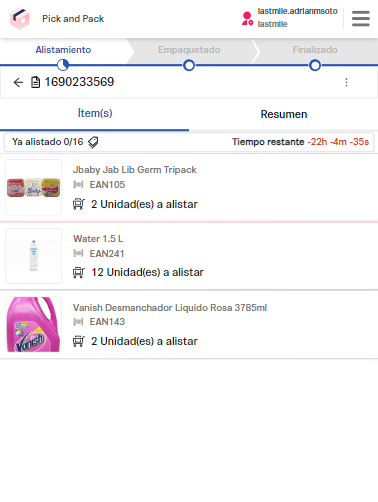 Pick and Pack
lastmile.adrianmsoto
lastmile
Alistamiento
Empaquetado
Finalizado
1690233569
Ítem(s)
Resumen
Ya alistado 0/16
Tiempo restante -22h -4m -35s
Jbaby Jab Lib Germ Tripack
EAN105
2 Unidad(es) a alistar
Water 1.5 L
EAN241
12 Unidad(es) a alistar
Vanish Desmanchador Liquido Rosa 3785ml
EAN143
2 Unidad(es) a alistar
Vanish